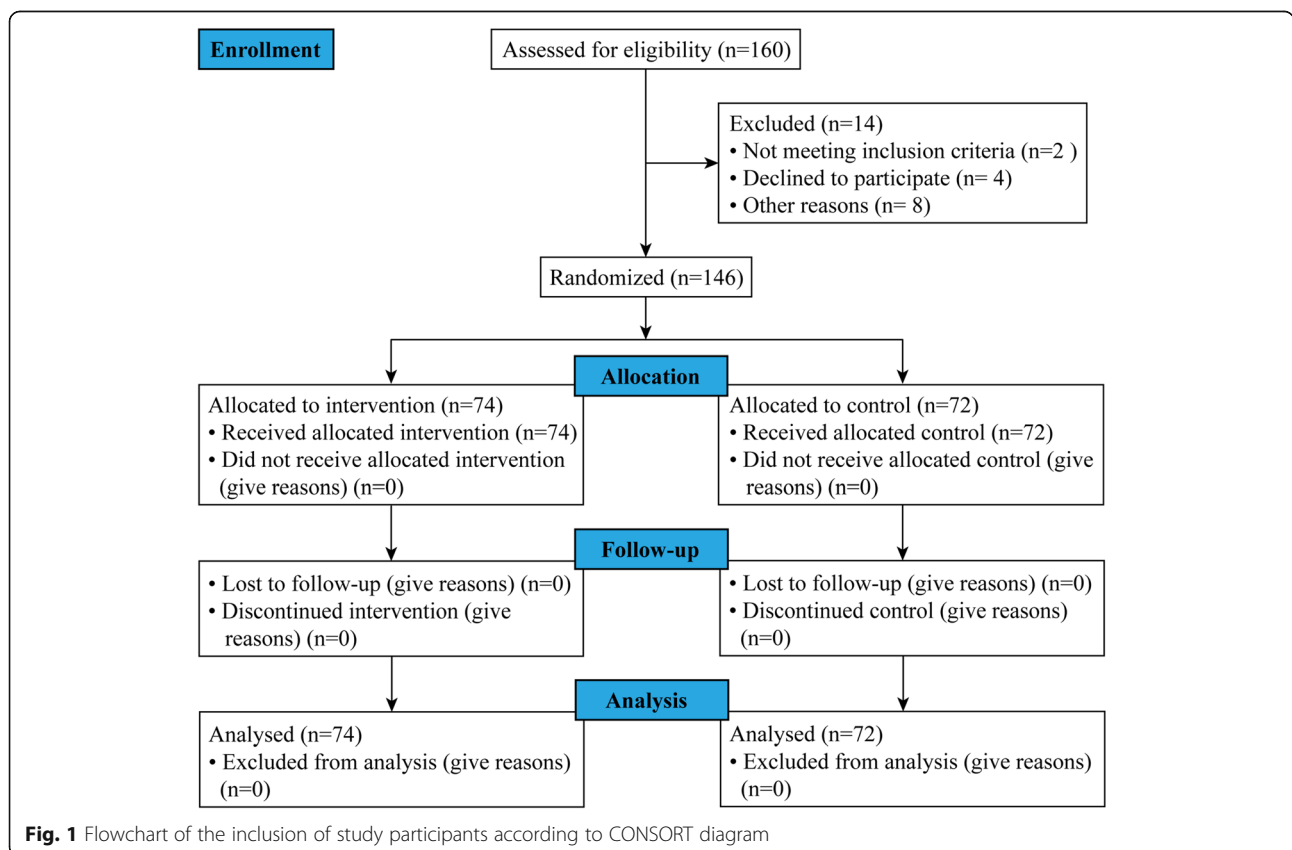 Enrollment
Assessed for eligibility (n=160)
Excluded (n=14)
• Not meeting inclusion criteria (n=2 )
• Declined to participate (n= 4)
• Other reasons (n= 8)
Randomized (n=146)
Allocation
Allocated to intervention (n=74)
• Received allocated intervention (n=74)
• Did not receive allocated intervention
(give reasons) (n=0)
Allocated to control (n=72)
• Received allocated control (n=72)
• Did not receive allocated control (give
reasons) (n=0)
Follow-up
• Lost to follow-up (give reasons) (n=0)
• Discontinued intervention (give
reasons) (n=0)
• Lost to follow-up (give reasons) (n=0)
• Discontinued control (give reasons)
(n=0)
Analysis
Analysed (n=74)
• Excluded from analysis (give reasons)
(n=0)
Analysed (n=72)
• Excluded from analysis (give reasons)
(n=0)
Fig. 1 Flowchart of the inclusion of study participants according to CONSORT diagram